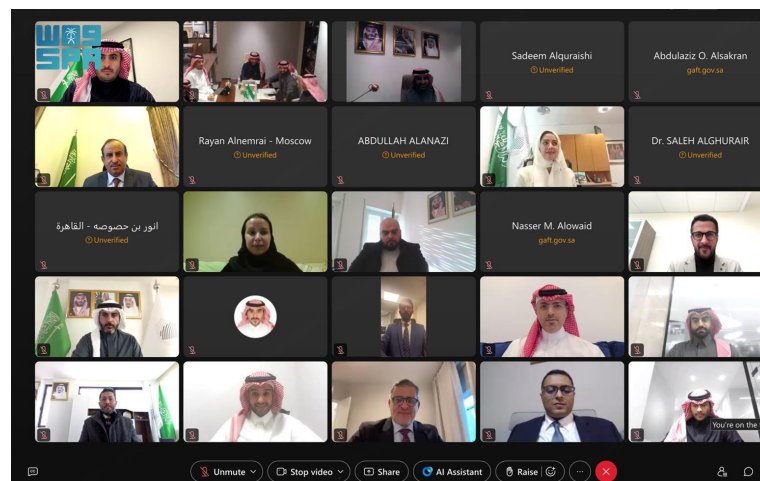 واس
SPA
Sadeem Alquraishi
Unverified
Abdulaziz O. Alsakran
gaft.gov.sa
Rayan Alnemrai - Moscow
Unverified
ABDULLAH ALANAZI
Unverified
Dr. SALEH ALGHURAIR
Unverified
انور بن حصوصه - القاهرة
Unverified
Nasser M. Alowaid
gaft.gov.sa
You're on the
Unmute
Stop video
Share
AI Assistant
Raise